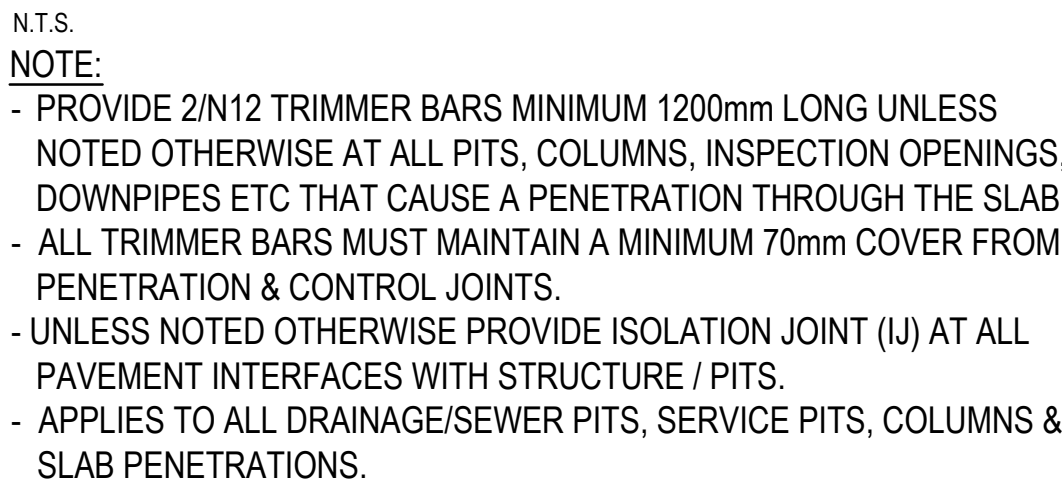 N.T.S.
NOTE:
- PROVIDE 2/N12 TRIMMER BARS MINIMUM 1200mm LONG UNLESS
NOTED OTHERWISE AT ALL PITS, COLUMNS, INSPECTION OPENINGS,
DOWNPIPES ETC THAT CAUSE A PENETRATION THROUGH THE SLAB
- ALL TRIMMER BARS MUST MAINTAIN A MINIMUM 70mm COVER FROM
PENETRATION & CONTROL JOINTS.
- UNLESS NOTED OTHERWISE PROVIDE ISOLATION JOINT (IJ) AT ALL
PAVEMENT INTERFACES WITH STRUCTURE / PITS.
- APPLIES TO ALL DRAINAGE/SEWER PITS, SERVICE PITS, COLUMNS &
SLAB PENETRATIONS.